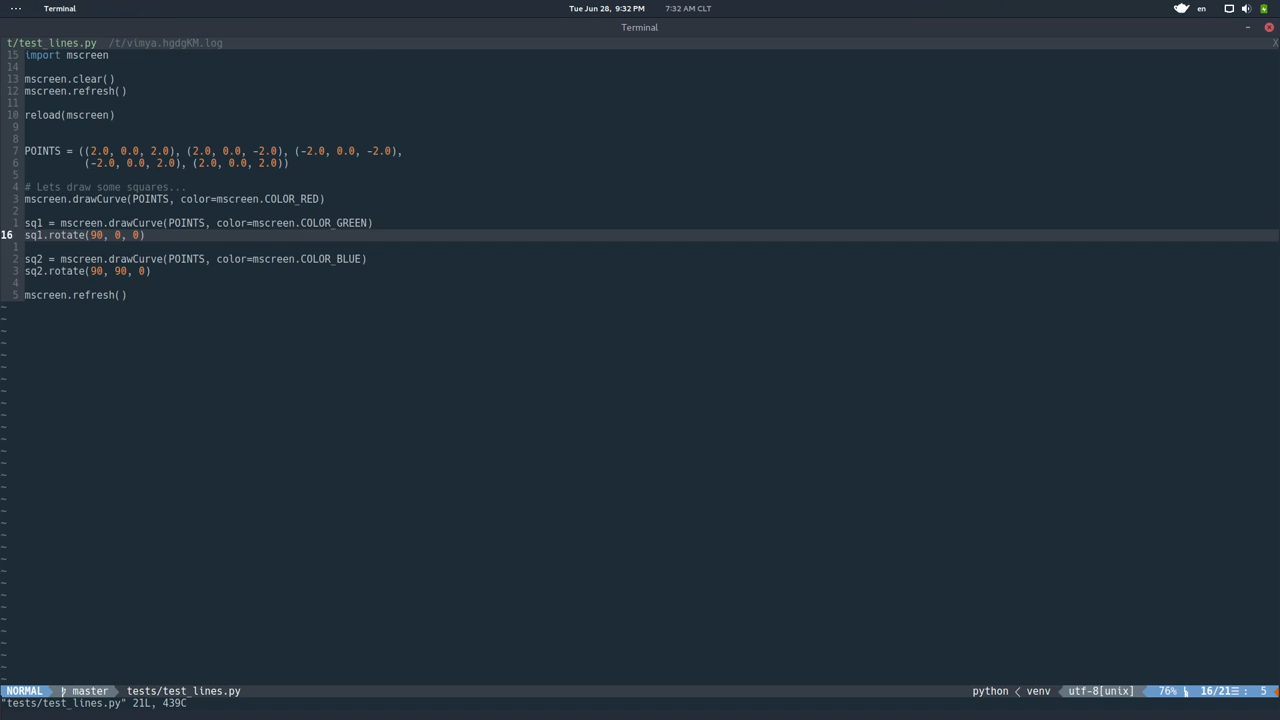 Terminal Tue Jun 28, 9:32 PM 7:32 AM CLT en
Terminal
t/test_lines.py /t/vimya.hgdgKM.log X
15 import mscreen
14
13 mscreen.clear()
12 mscreen.refresh()
11
10 reload(mscreen)
9
8
7 POINTS = ((2.0, 0.0, 2.0), (2.0, 0.0, -2.0), (-2.0, 0.0, -2.0),
6 (-2.0, 0.0, 2.0), (2.0, 0.0, 2.0))
5
4 # Lets draw some squares...
3 mscreen.drawCurve(POINTS, color=mscreen.COLOR_RED)
2
1 sq1 = mscreen.drawCurve(POINTS, color=mscreen.COLOR_GREEN)
16 sq1.rotate(90, 0, 0)
1
2 sq2 = mscreen.drawCurve(POINTS, color=mscreen.COLOR_BLUE)
3 sq2.rotate(90, 90, 0)
4
5 mscreen.refresh()
NORMAL master tests/test_lines.py python < venv utf-8[unix] 76% 16/21☰ : 5
"tests/test_lines.py" 21L, 439C